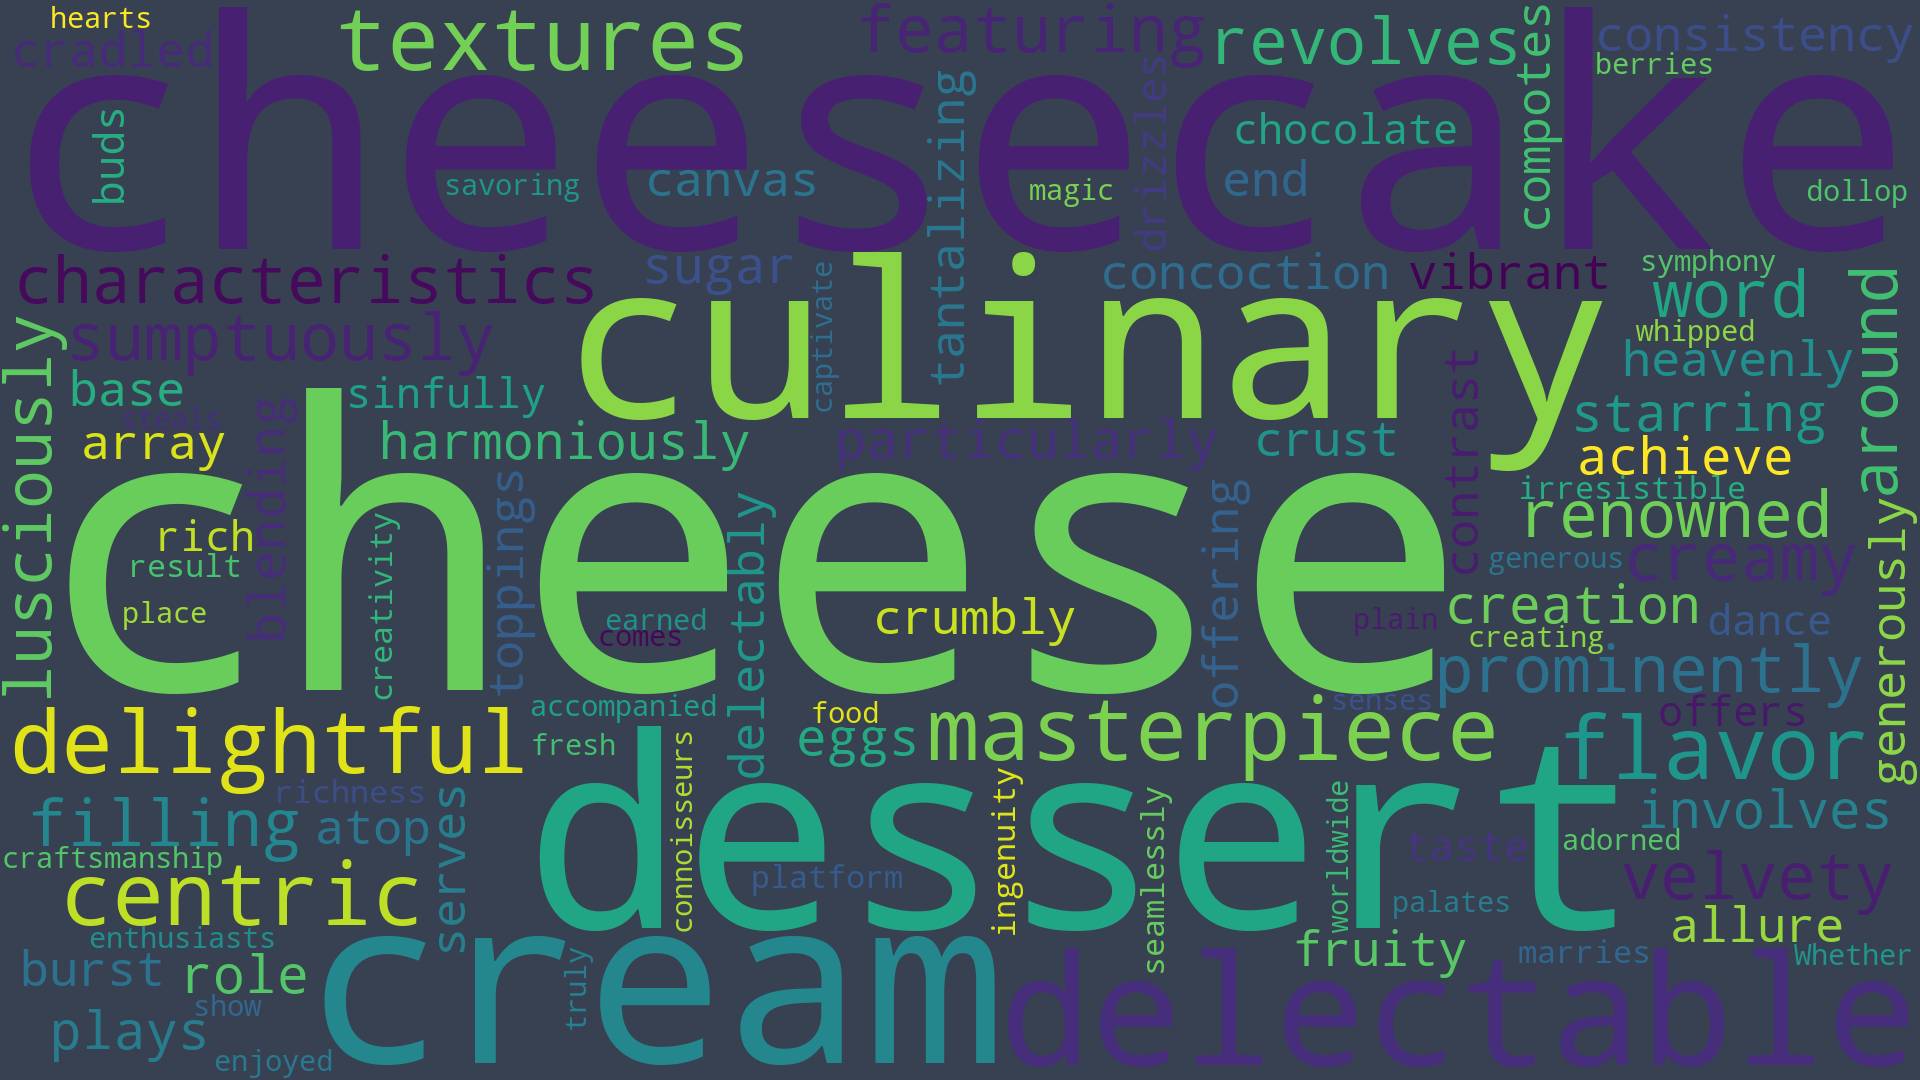 hearts
cradled
textures
featuring
revolves
compotes
consistency
berries
cheesecake
buds
savoring
canvas
tantalizing
magic
drizzles
chocolate
end
dollop
characteristics
sugar
culinary
concoction
vibrant
symphony
word
around
sumptuously
captivate
whipped
heavenly
lusciously
base
sinfully
steals
array
blending
harmoniously
particularly
crust
contrast
starring
achieve
irresistible
cheese
rich
result
place
creativity
toppings
delectably
earned
comes
crumbly
offering
plain
renowned
creamy
generous
creation
creating
dance
generously
prominently
delightful
accompanied
fresh
food
eggs
masterpiece
senses
offers
flavor
filling
richness
atop
serves
dessert
connoisseurs
ingenuity
seamlessly
worldwide
involves
craftsmanship
platform
taste
adorned
centric
palates
velvety
enthusiasts
allure
burst
role
cream
truly
fruity
marries
Whether
show
plays
delectable
enjoyed